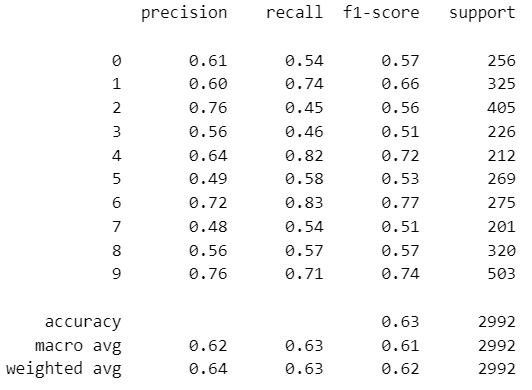 precision recall f1-score support
0 0.61 0.54 0.57 256
1 0.60 0.74 0.66 325
2 0.76 0.45 0.56 405
3 0.56 0.46 0.51 226
4 0.64 0.82 0.72 212
5 0.49 0.58 0.53 269
6 0.72 0.83 0.77 275
7 0.48 0.54 0.51 201
8 0.56 0.57 0.57 320
9 0.76 0.71 0.74 503
accuracy 0.63 2992
macro avg 0.62 0.63 0.61 2992
weighted avg 0.64 0.63 0.62 2992